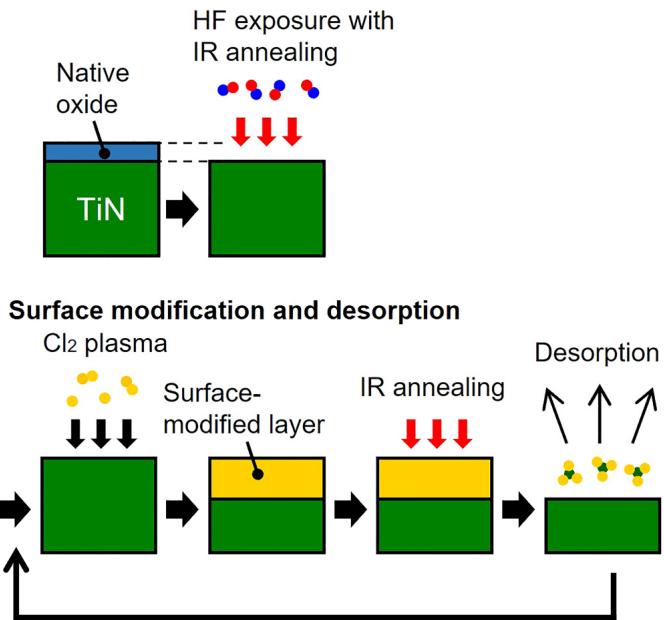 HF exposure with
IR annealing
Native
oxide
TiN
Surface modification and desorption
Cl₂ plasma
Surface-
modified layer
IR annealing
Desorption